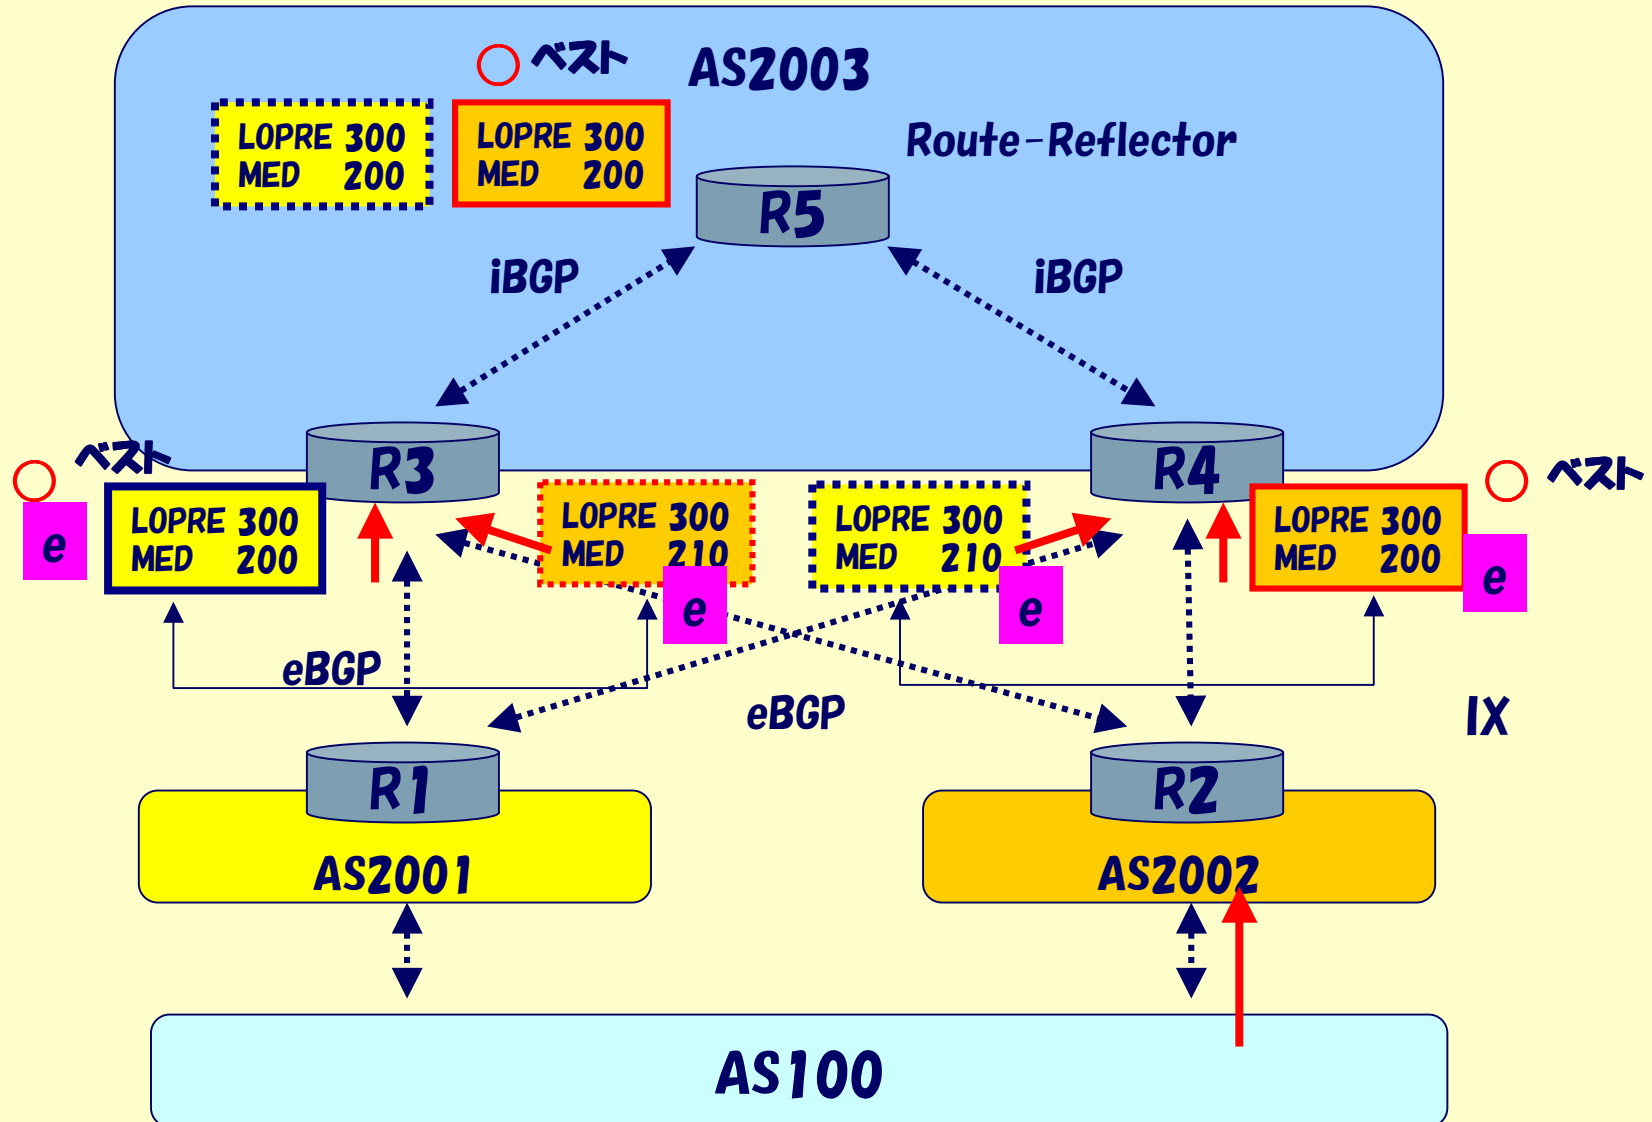 ベスト
AS2003
LOPRE 300
MED 200
LOPRE 300
MED 200
Route-Reflector
R5
iBGP
iBGP
ベスト
R3
R4
ベスト
e
LOPRE 300
MED 200
LOPRE 300
MED 210
e
LOPRE 300
MED 210
e
LOPRE 300
MED 200
e
eBGP
eBGP
IX
R1
R2
AS2001
AS2002
AS100